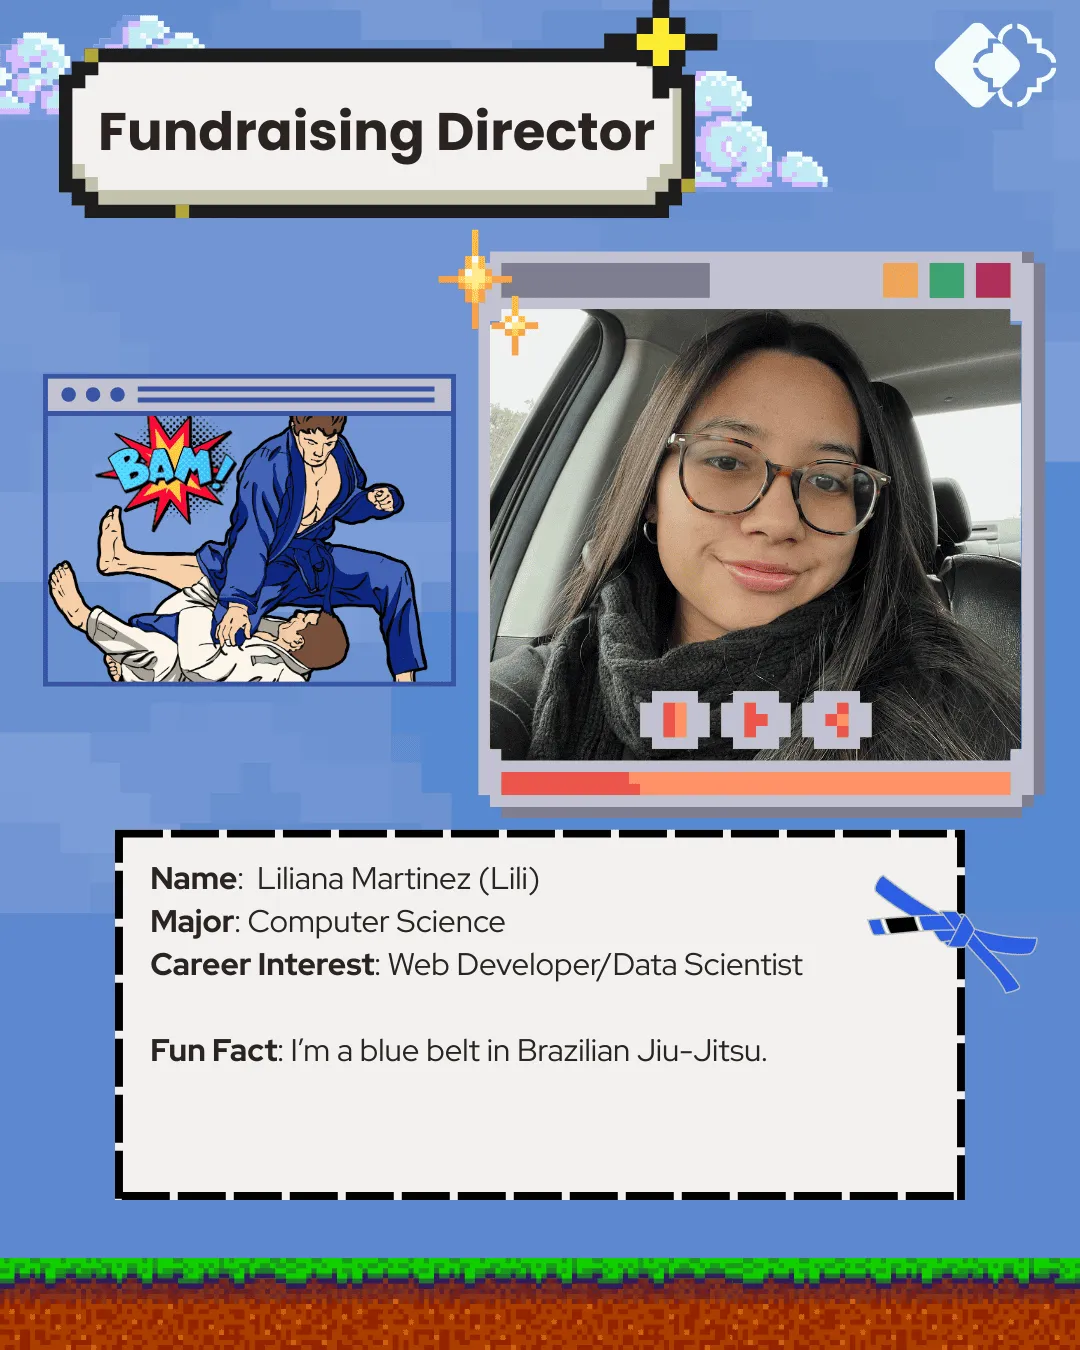 Fundraising Director
BAM!
Name:  Liliana Martinez (Lili)
Major: Computer Science
Career Interest: Web Developer/Data Scientist
Fun Fact: I’m a blue belt in Brazilian Jiu-Jitsu.